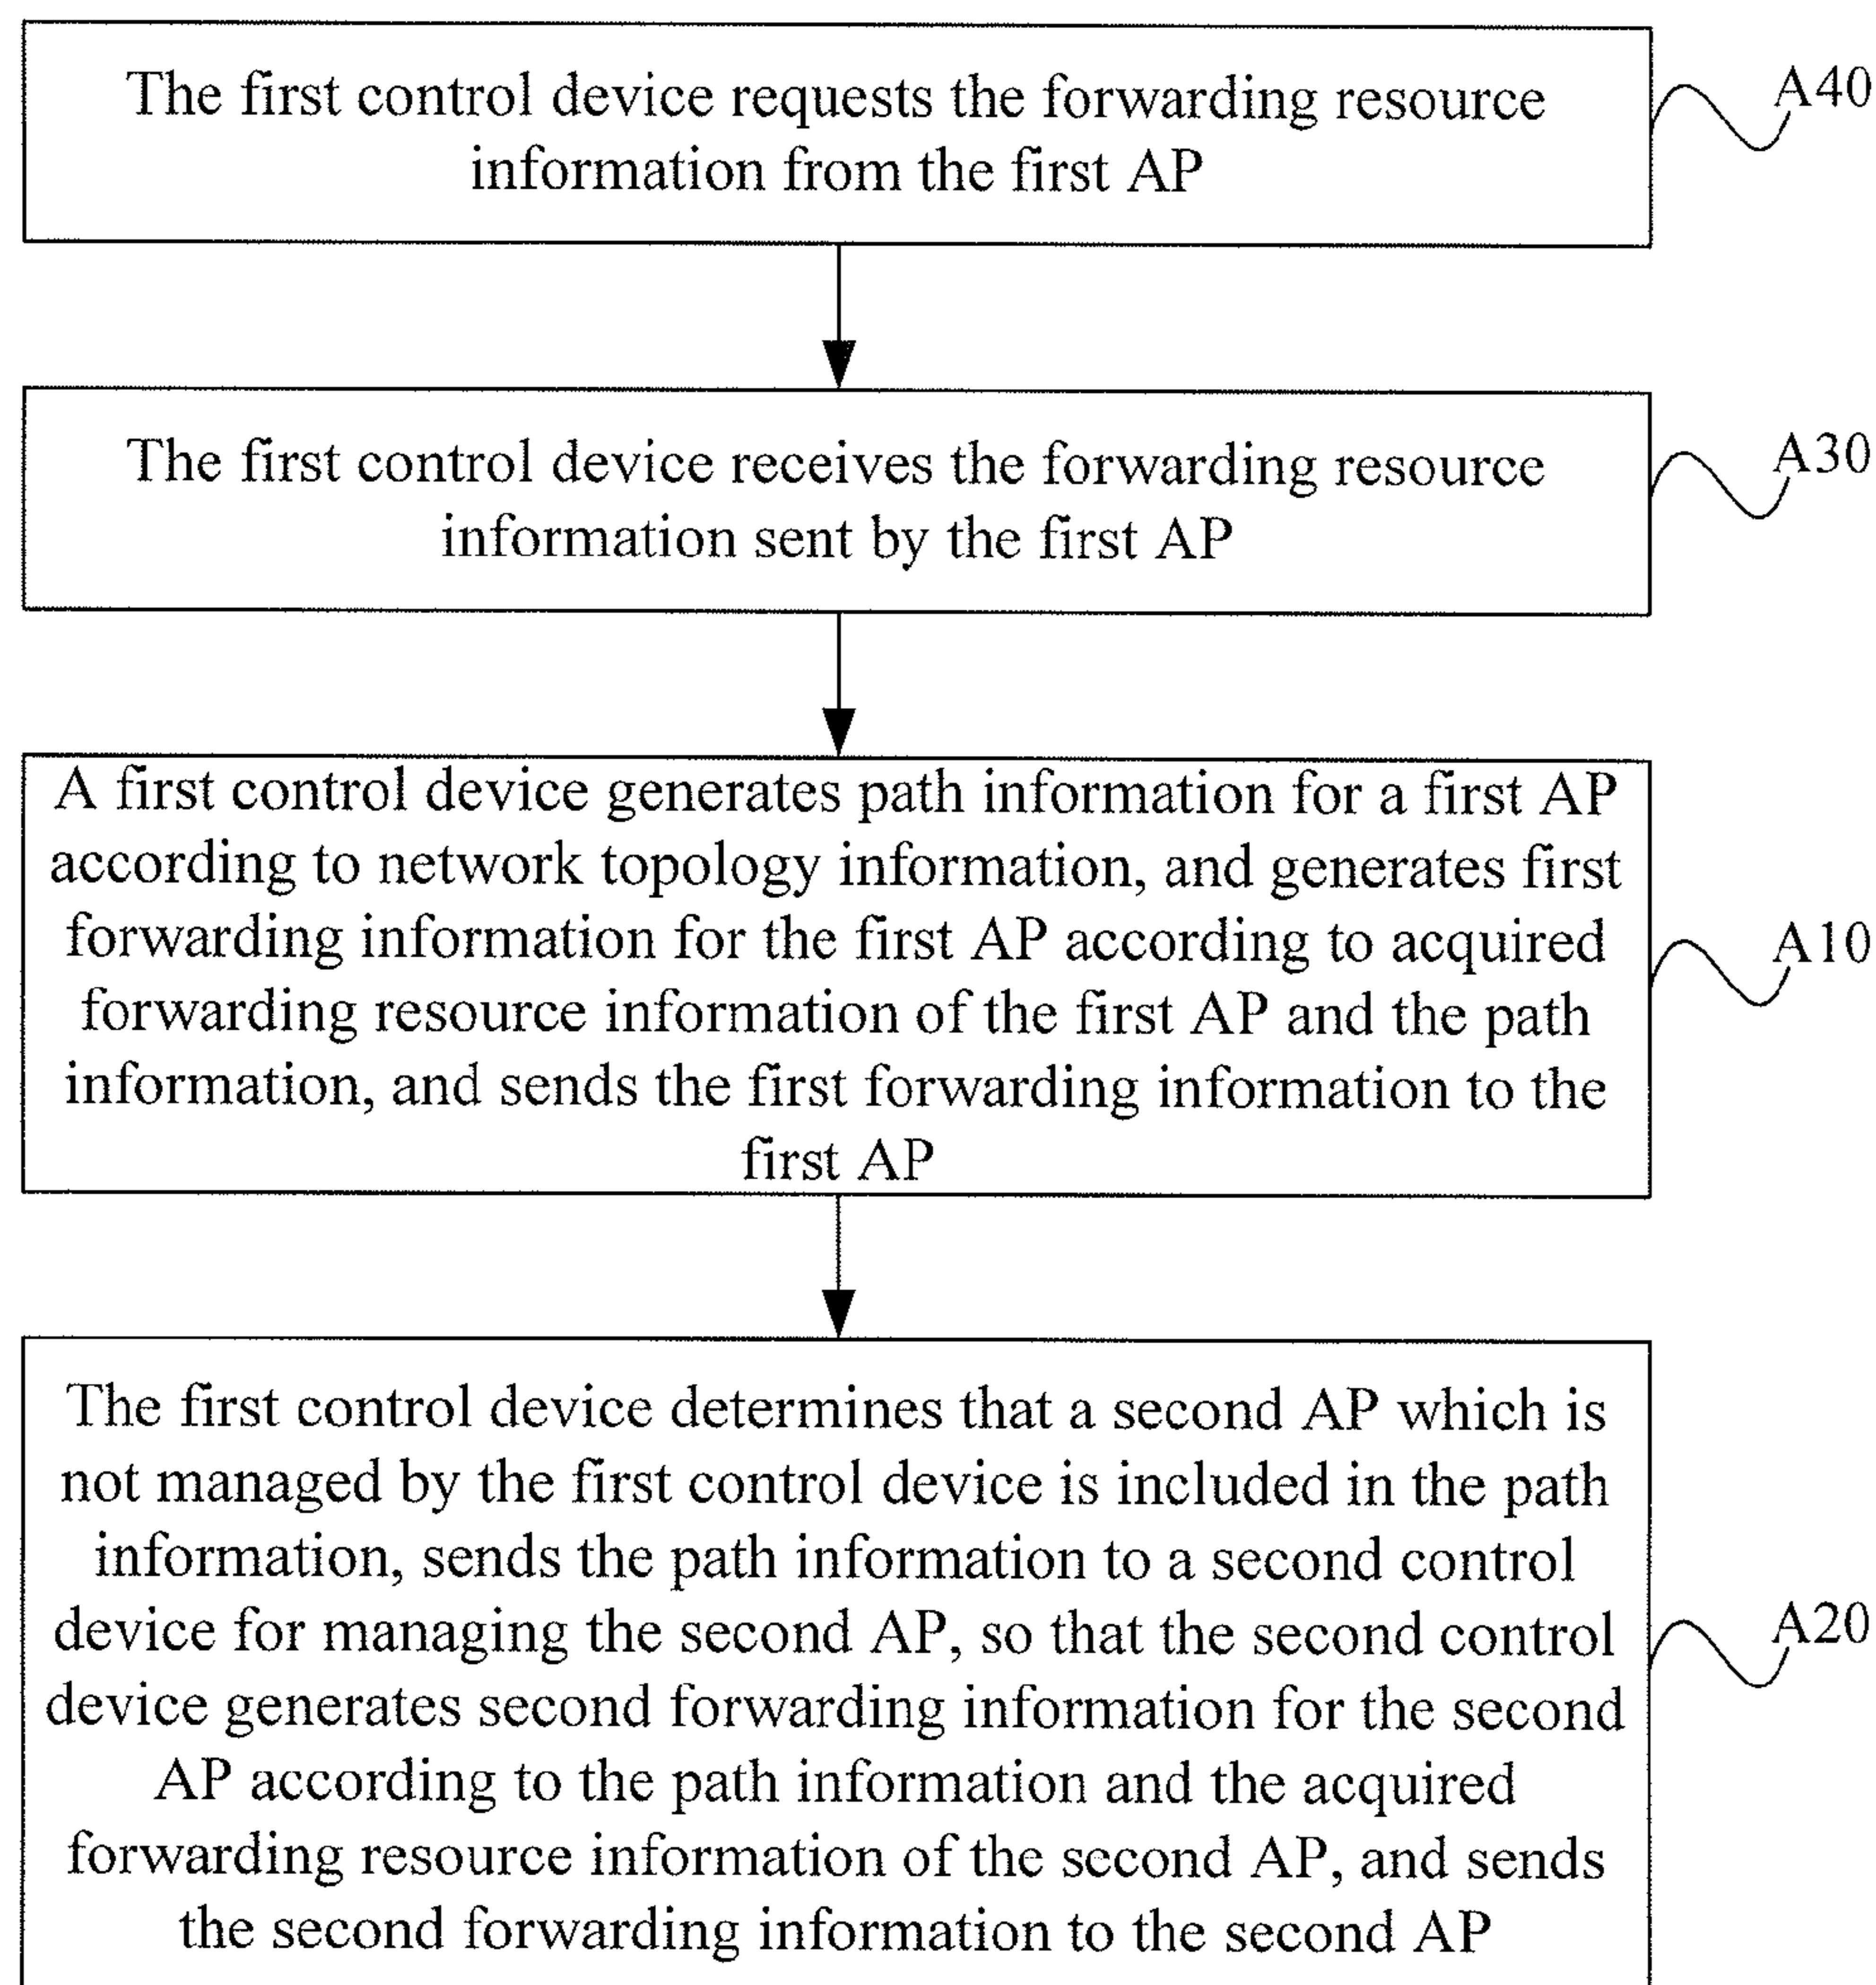 The first control device requests the forwarding resource
information from the first AP
A40
The first control device receives the forwarding resource
information sent by the first AP
A30
A first control device generates path information for a first AP
according to network topology information, and generates first
forwarding information for the first AP according to acquired
forwarding resource information of the first AP and the path
information, and sends the first forwarding information to the
first AP
A10
The first control device determines that a second AP which is
not managed by the first control device is included in the path
information, sends the path information to a second control
device for managing the second AP, so that the second control
device generates second forwarding information for the second
AP according to the path information and the acquired
forwarding resource information of the second AP, and sends
the second forwarding information to the second AP
A20